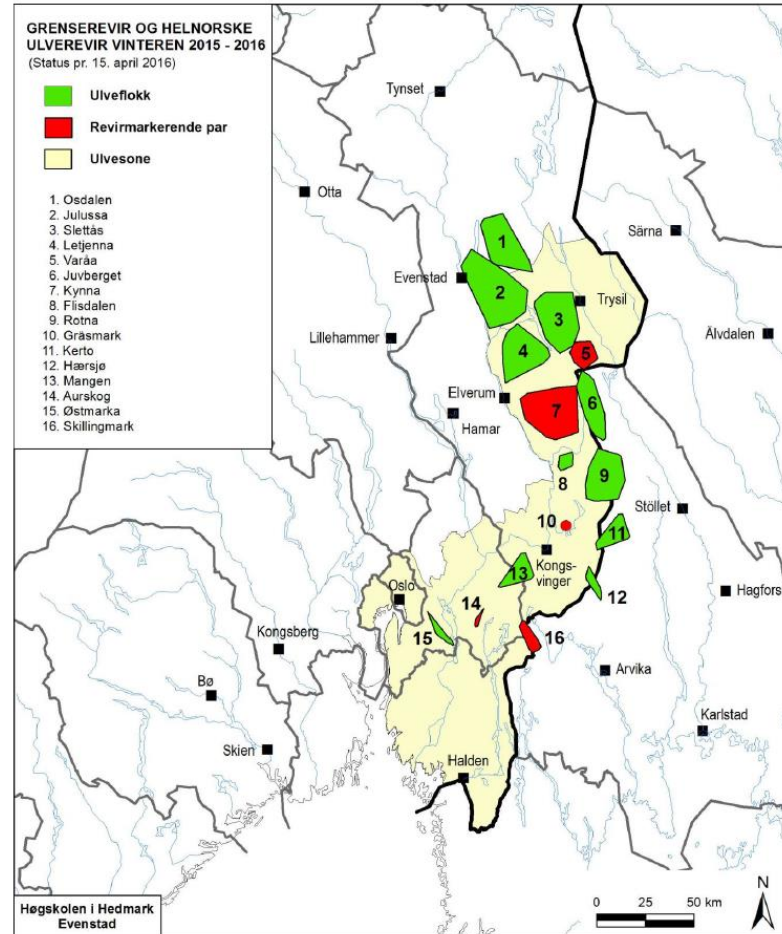 GRENSEREVIR OG HELNORSKE
ULVEREVIR VINTEREN 2015 - 2016
(Status pr. 15. april 2016)
Ulveflokk
Revirmarkerende par
Ulvesone
1. Osdalen
2. Julussa
3. Slettås
4. Letjenna
5. Varåa
6. Juvberget
7. Kynna
8. Flisdalen
9. Rotna
10. Gräsmark
11. Kerto
12. Hærsjø
13. Mangen
14. Aurskog
15. Østmarka
16. Skillingmark
Tynset
Otta
Särna
1
Evenstad
2
Trysil
3
Lillehammer
4
5
Älvdalen
Elverum
Hamar
7
6
8
9
Stöllet
10
11
Kongs-
vinger
13
12
Hagfors
Oslo
14
15
16
Kongsberg
Arvika
Bø
Karlstad
Skien
Halden
Høgskolen i Hedmark
Evenstad
0 25 50 km
N